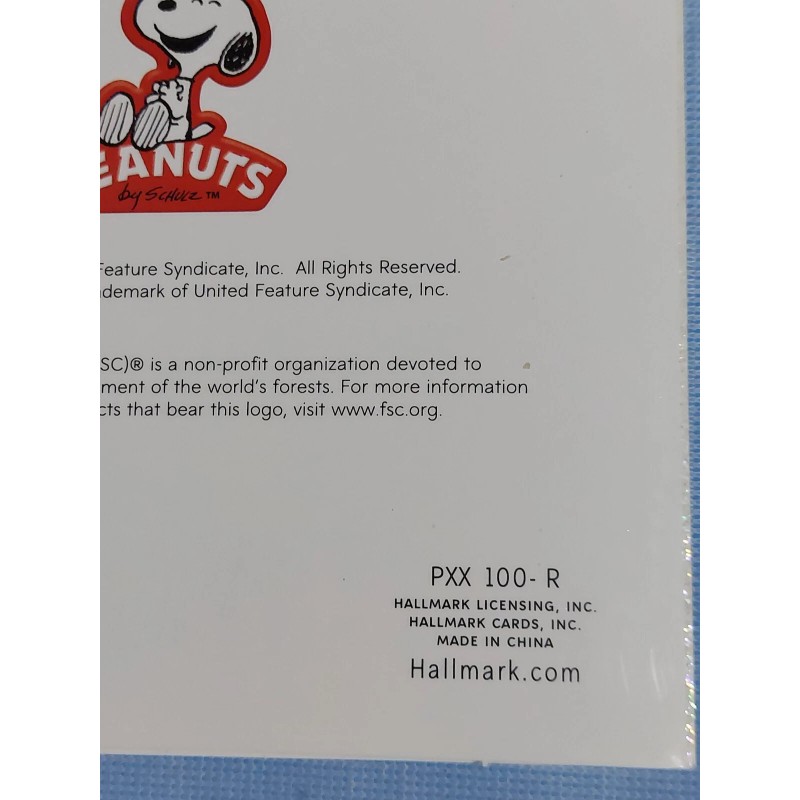 EANUTS
by SCHULZ ™
Feature Syndicate, Inc. All Rights Reserved.
demark of United Feature Syndicate, Inc.
SC)® is a non-profit organization devoted to
ment of the world's forests. For more information
cts that bear this logo, visit www.fsc.org.
PXX 100- R
HALLMARK LICENSING, INC.
HALLMARK CARDS, INC.
MADE IN CHINA
Hallmark.com